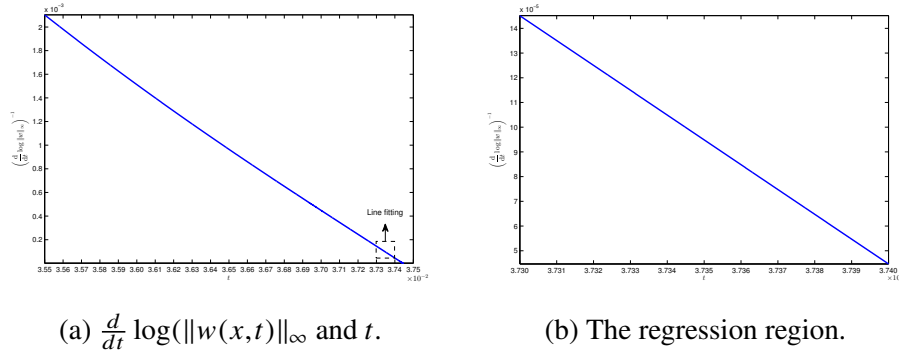 × 10⁻³
2
1.8
1.6
1.4
1.2
1
0.8
0.6
0.4
0.2
(d/dt log ‖w‖∞)⁻¹
Line fitting
3.55 3.56 3.57 3.58 3.59 3.60 3.61 3.62 3.63 3.64 3.65 3.66 3.67 3.68 3.69 3.70 3.71 3.72 3.73 3.74 3.75
t
×10⁻²
(a) d/dt log(‖w(x,t)‖∞ and t.
× 10⁻⁵
14
13
12
11
10
9
8
7
6
5
(d/dt log ‖w‖∞)⁻¹
3.730 3.731 3.732 3.733 3.734 3.735 3.736 3.737 3.738 3.739 3.740
t
(b) The regression region.